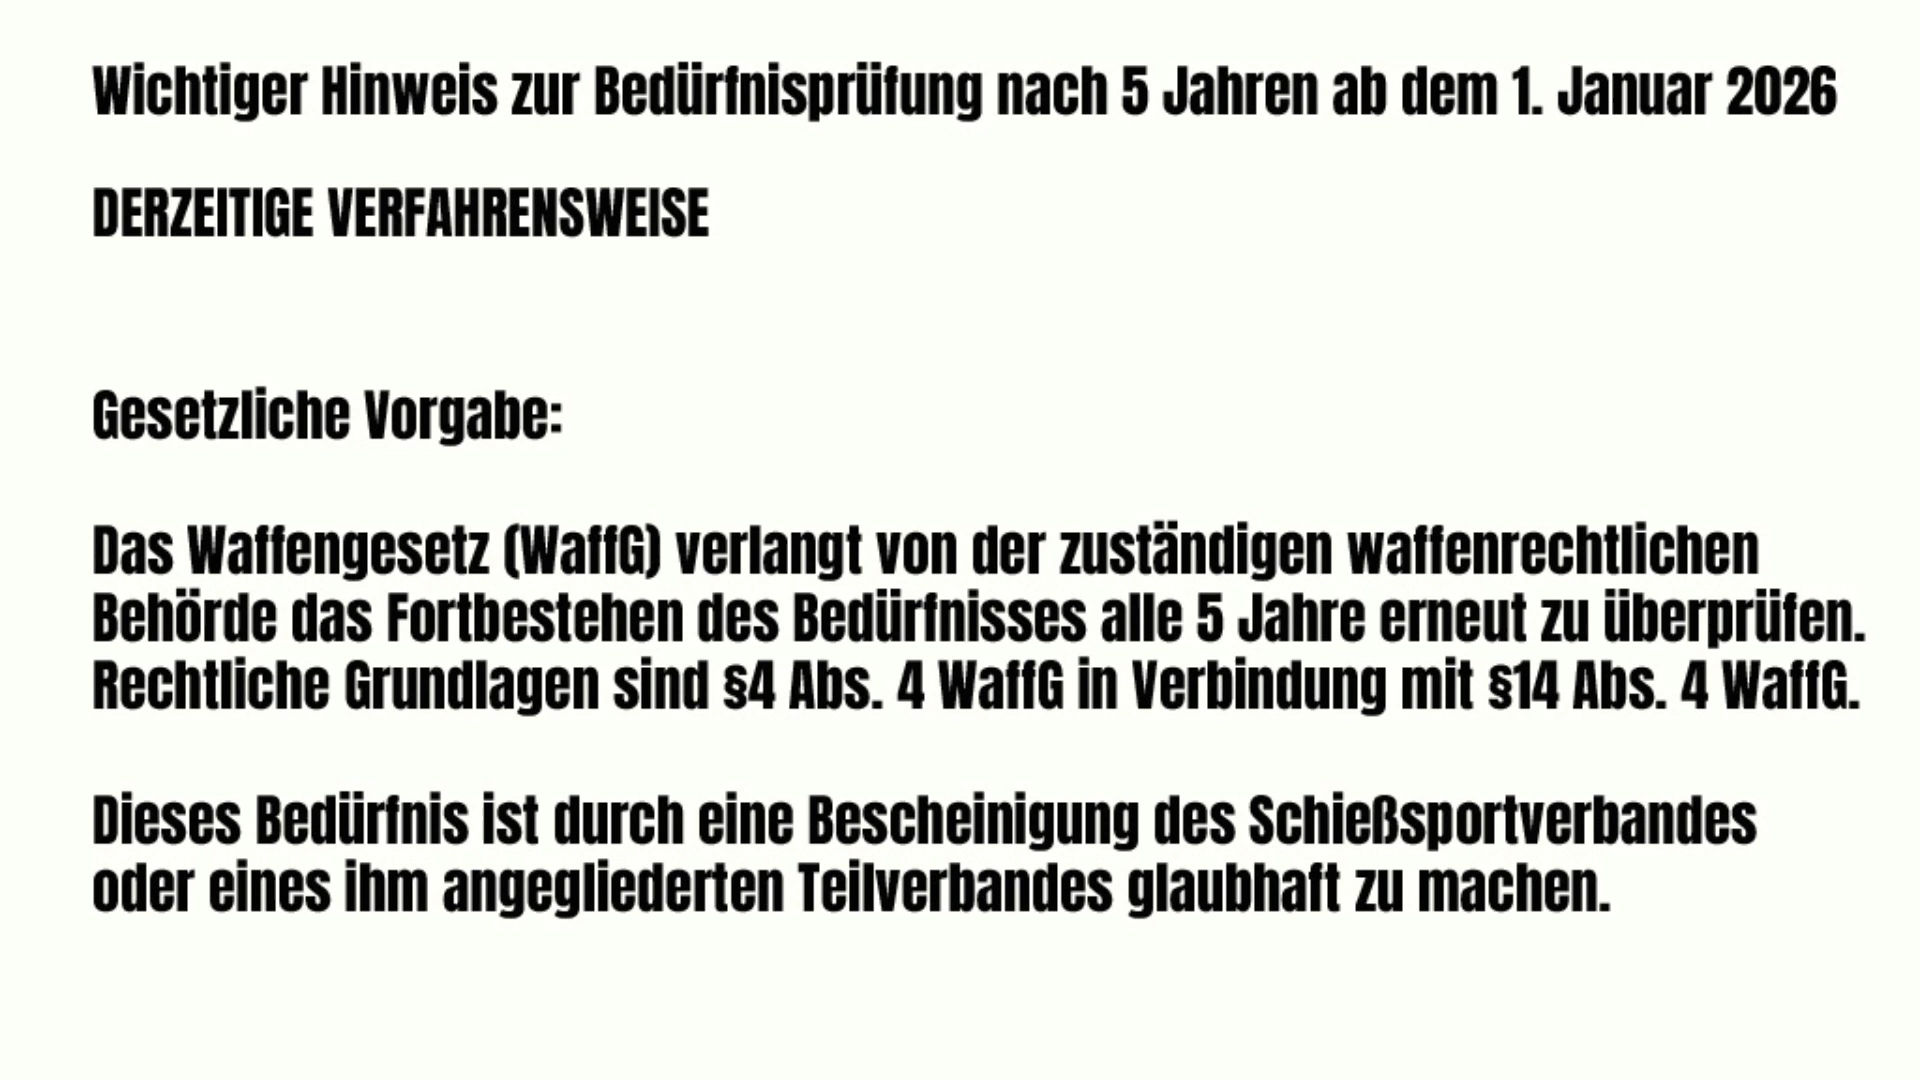 Wichtiger Hinweis zur Bedürfnisprüfung nach 5 Jahren ab dem 1. Januar 2026
DERZEITIGE VERFAHRENSWEISE
Gesetzliche Vorgabe:
Das Waffengesetz (WaffG) verlangt von der zuständigen waffenrechtlichen
Behörde das Fortbestehen des Bedürfnisses alle 5 Jahre erneut zu überprüfen.
Rechtliche Grundlagen sind §4 Abs. 4 WaffG in Verbindung mit §14 Abs. 4 WaffG.
Dieses Bedürfnis ist durch eine Bescheinigung des Schießsportverbandes
oder eines ihm angegliederten Teilverbandes glaubhaft zu machen.